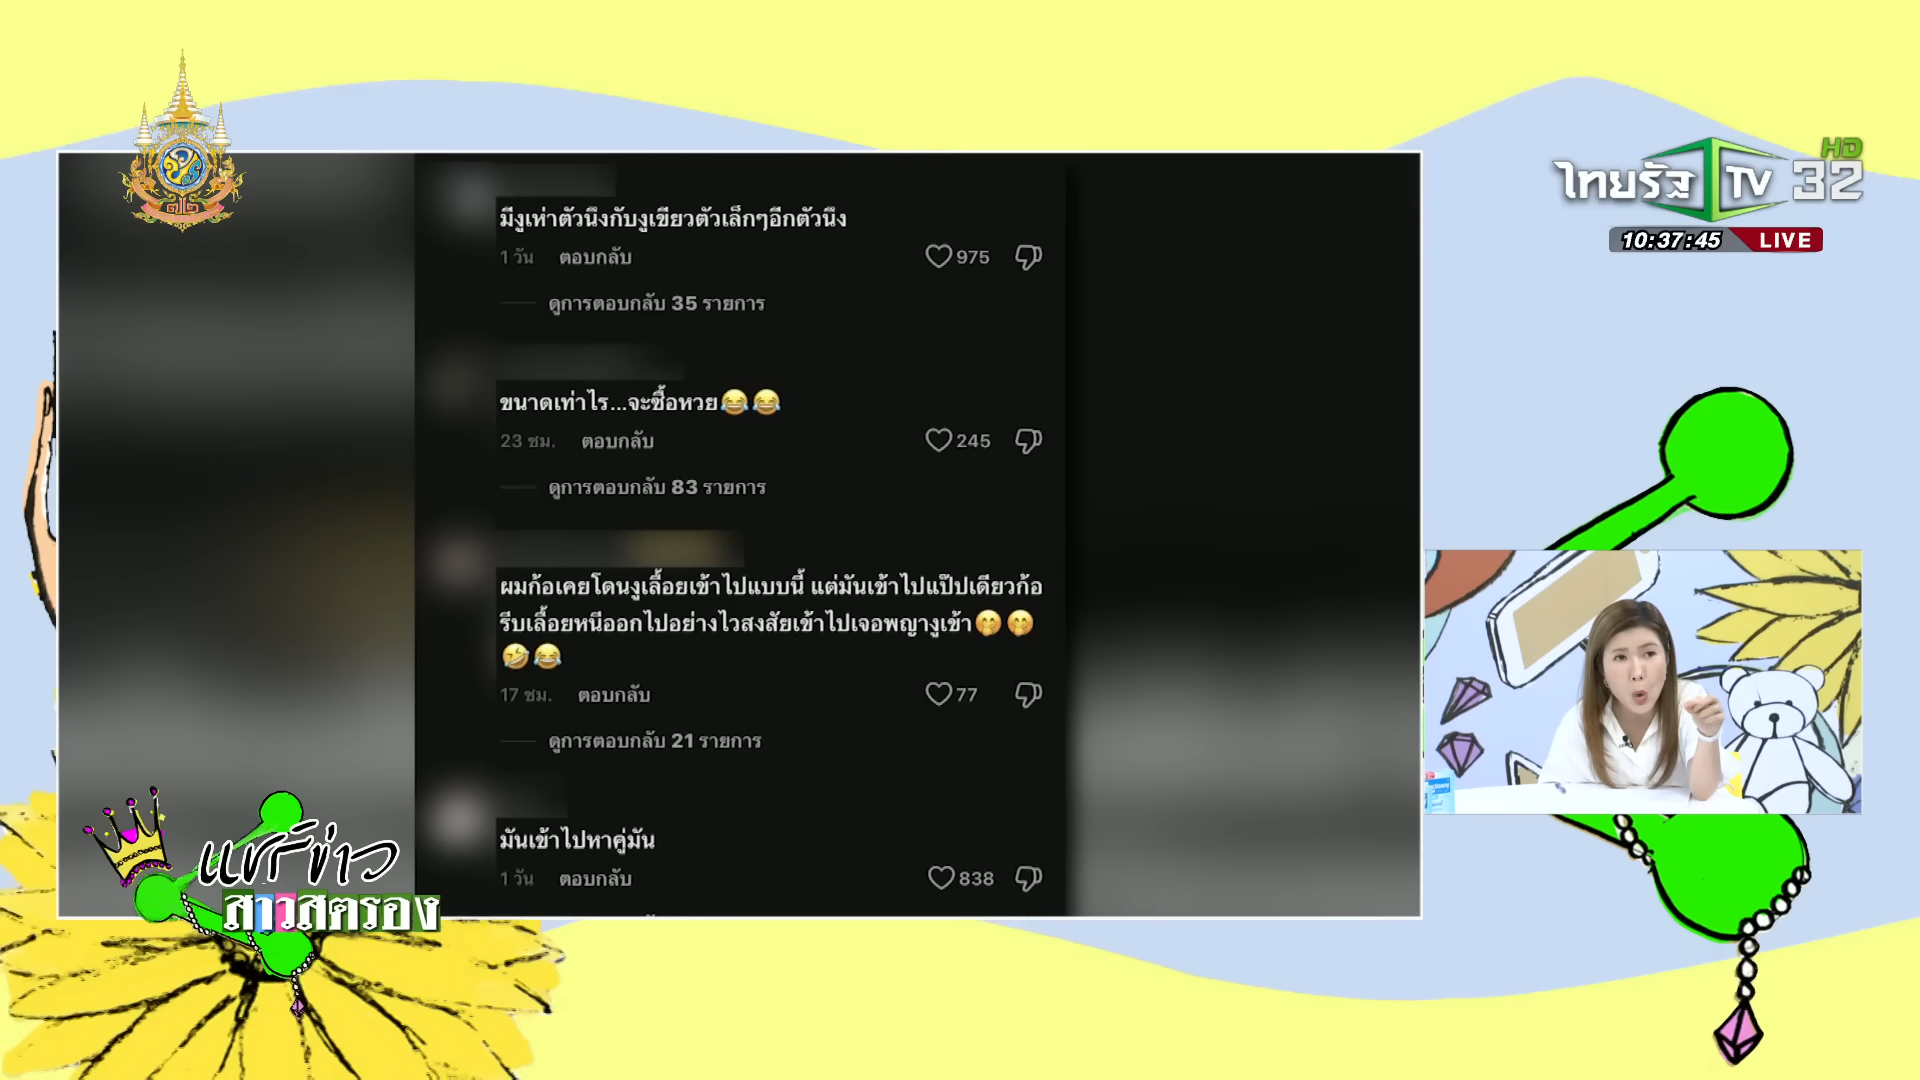 ไทยรัฐ TV 32 HD
10:37:45 LIVE
๗๒
มีงูเห่าตัวนึงกับงูเขียวตัวเล็กๆอีกตัวนึง
1 วัน ตอบกลับ 975
ดูการตอบกลับ 35 รายการ
ขนาดเท่าไร...จะซื้อหวย😂😂
23 ชม. ตอบกลับ 245
ดูการตอบกลับ 83 รายการ
ผมก้อเคยโดนงูเลื้อยเข้าไปแบบนี้ แต่มันเข้าไปแป๊ปเดียวก้อ
รีบเลื้อยหนีออกไปอย่างไวสงสัยเข้าไปเจอพญางูเข้า🤭🤭
🤣😂
17 ชม. ตอบกลับ 77
ดูการตอบกลับ 21 รายการ
มันเข้าไปหาคู่มัน
1 วัน ตอบกลับ 838
แชร์ข่าว
สาวสตรอง